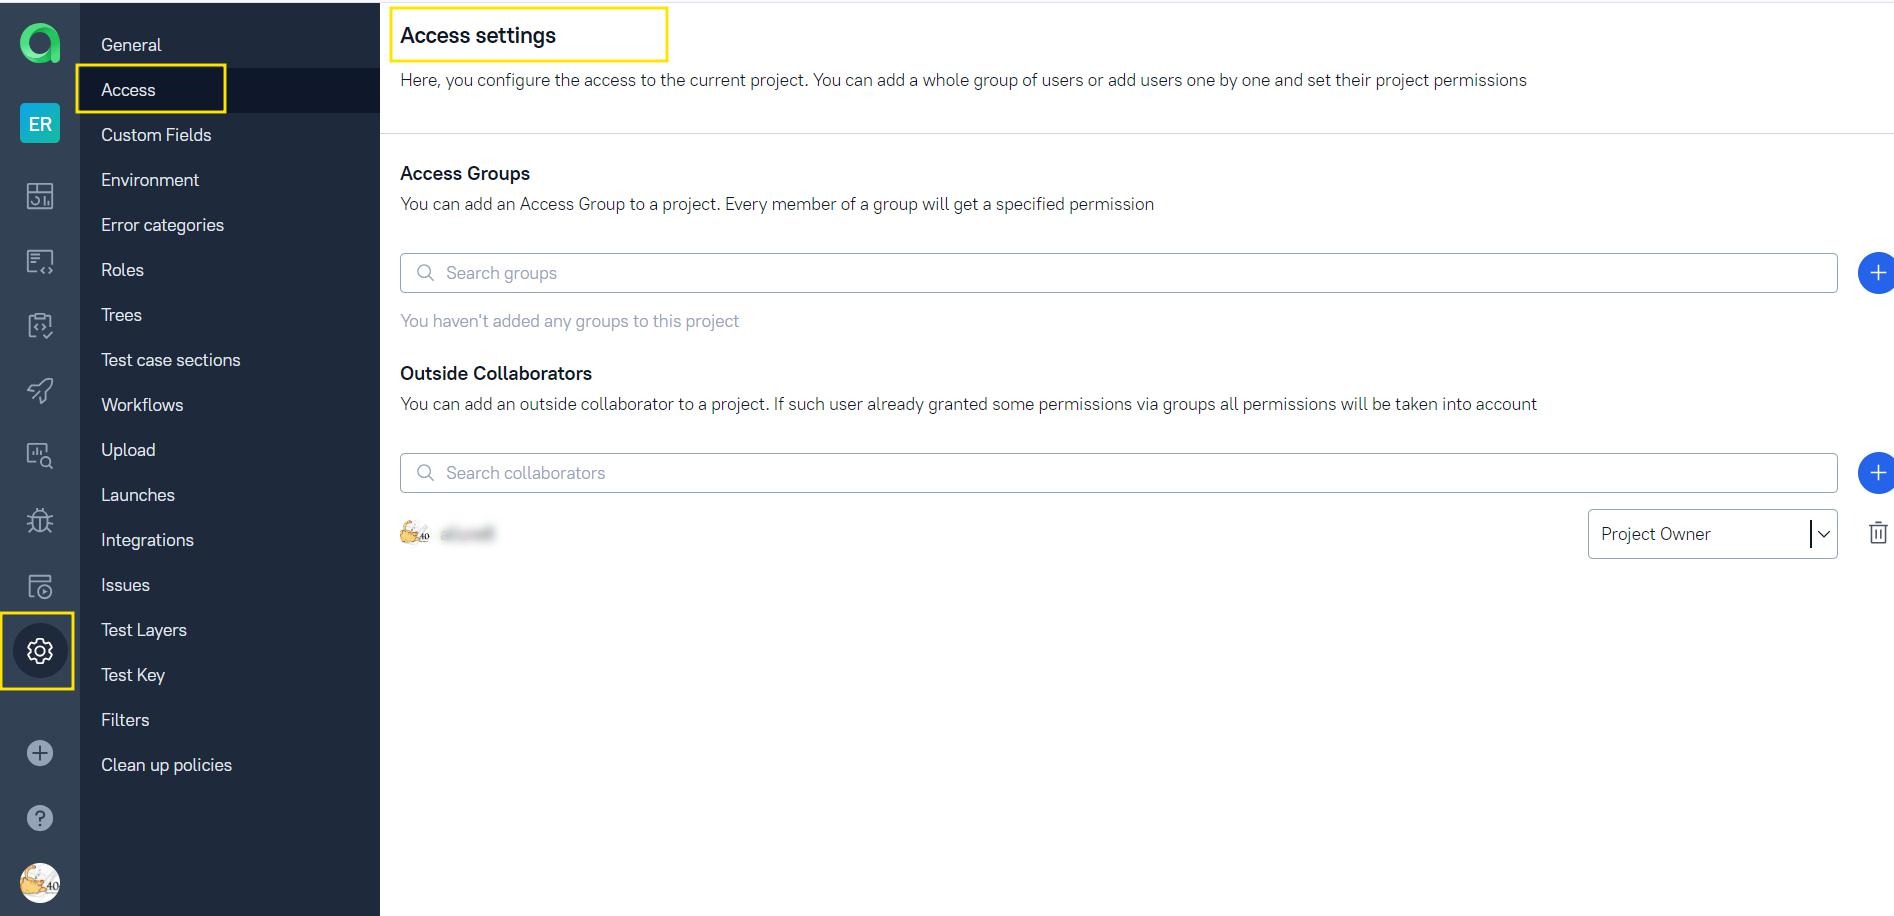 ER
General
Access
Custom Fields
Environment
Error categories
Roles
Trees
Test case sections
Workflows
Upload
Launches
Integrations
Issues
Test Layers
Test Key
Filters
Clean up policies
Access settings
Here, you configure the access to the current project. You can add a whole group of users or add users one by one and set their project permissions
Access Groups
You can add an Access Group to a project. Every member of a group will get a specified permission
Search groups
You haven't added any groups to this project
Outside Collaborators
You can add an outside collaborator to a project. If such user already granted some permissions via groups all permissions will be taken into account
Search collaborators
40
Project Owner
40